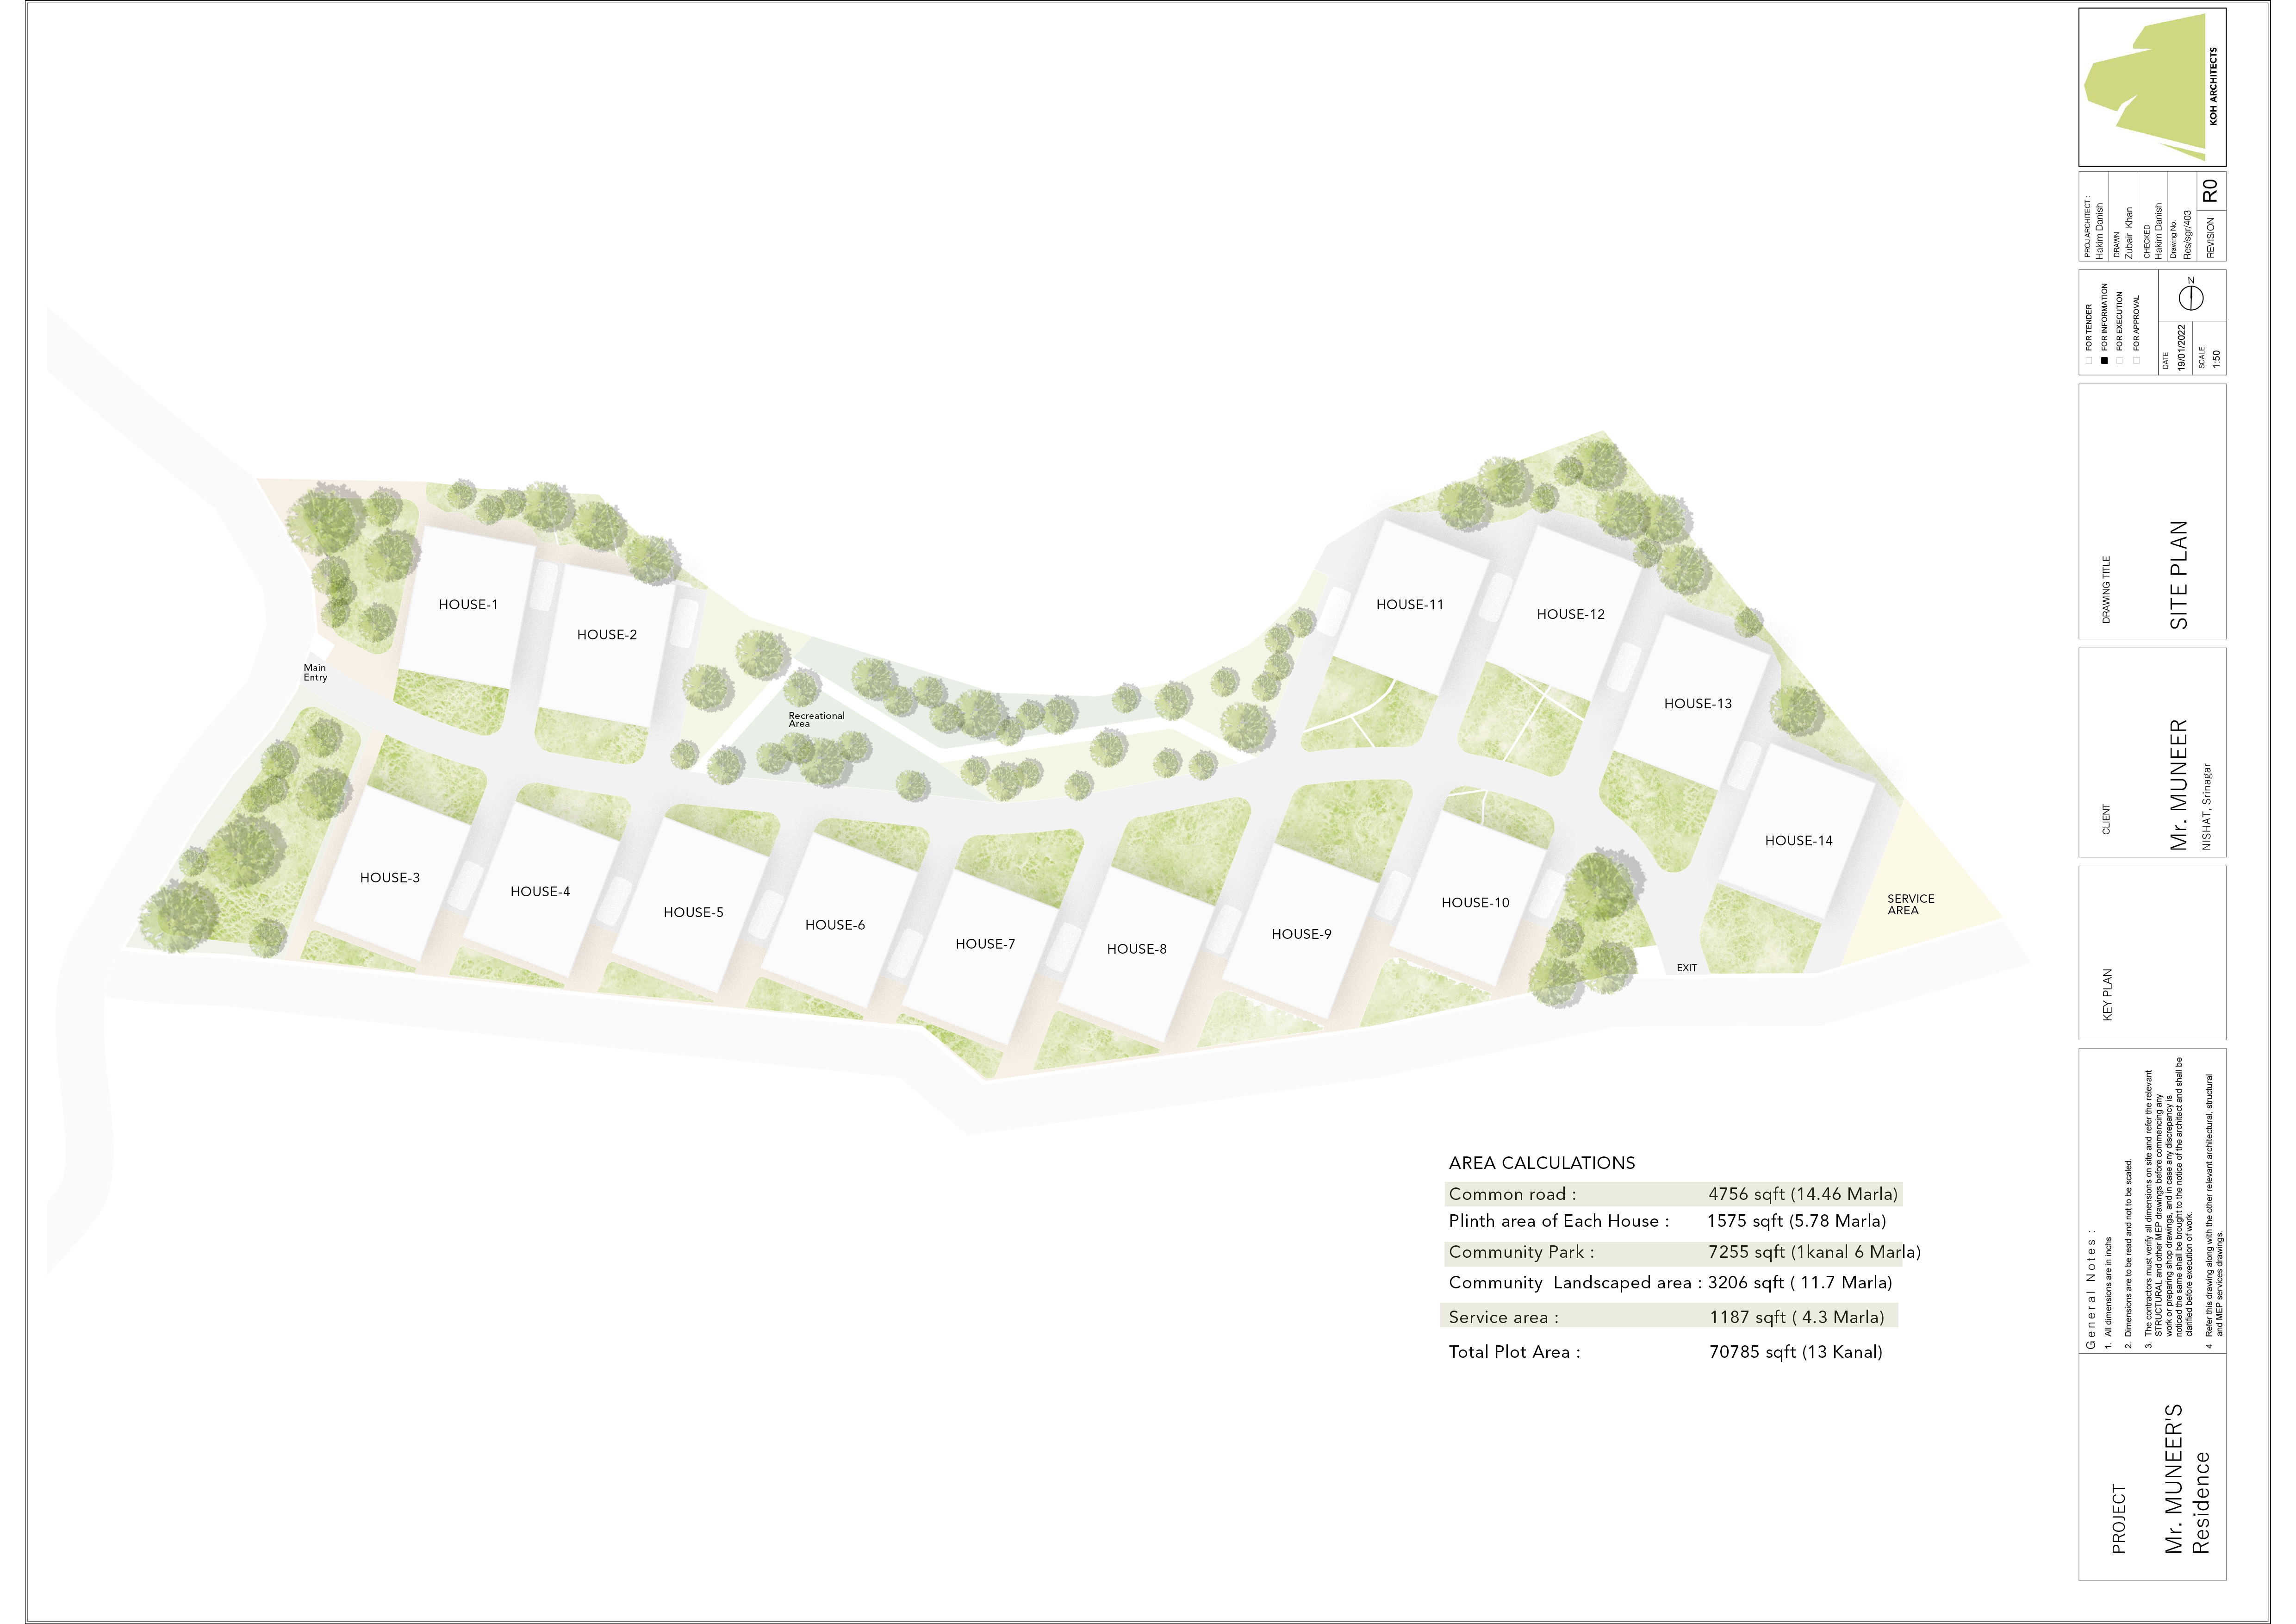 HOUSE-1
HOUSE-2
Main
Entry
Recreational
Area
HOUSE-3
HOUSE-4
HOUSE-5
HOUSE-6
HOUSE-7
HOUSE-8
HOUSE-9
HOUSE-10
HOUSE-11
HOUSE-12
HOUSE-13
HOUSE-14
SERVICE
AREA
EXIT
AREA CALCULATIONS
Common road : 4756 sqft (14.46 Marla)
Plinth area of Each House : 1575 sqft (5.78 Marla)
Community Park : 7255 sqft (1kanal 6 Marla)
Community Landscaped area : 3206 sqft ( 11.7 Marla)
Service area : 1187 sqft ( 4.3 Marla)
Total Plot Area : 70785 sqft (13 Kanal)
KOH ARCHITECTS
PROJ ARCHITECT :
Hakim Danish
DRAWN
Zubair Khan
CHECKED
Hakim Danish
Drawing No.
Res/sgr/403
REVISION R0
FOR TENDER
FOR INFORMATION
FOR EXECUTION
FOR APPROVAL
N
DATE
19/01/2022
SCALE
1:50
DRAWING TITLE
SITE PLAN
CLIENT
Mr. MUNEER
NISHAT, Srinagar
KEY PLAN
General Notes :
1. All dimensions are in inchs
2. Dimensions are to be read and not to be scaled.
3. The contractors must verify all dimensions on site and refer the relevant
STRUCTURAL and other MEP drawings before commencing any
work or preparing shop drawings, and in case any discrepancy is
noticed the same shall be brought to the notice of the architect and shall be
clarified before execution of work.
4 Refer this drawing along with the other relevant architectural, structural
and MEP services drawings.
PROJECT
Mr. MUNEER'S
Residence